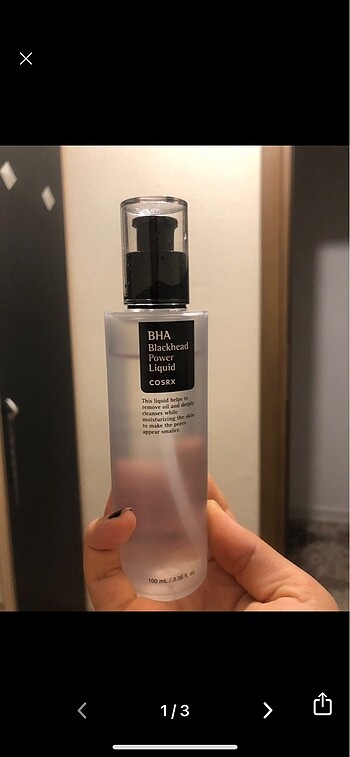 BHA
Blackhead
Power
Liquid
COSRX
This liquid helps to
remove oil and deeply
cleanses while
moisturizing the skin
to make the pores
appear smaller.
100 mL / 3.38 fl. oz
1/3